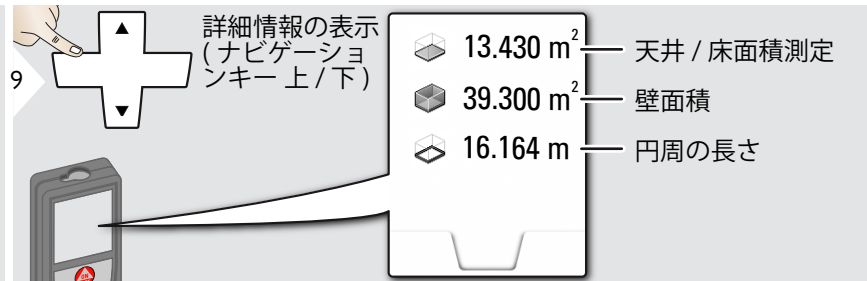 詳細情報の表示
( ナビゲーショ
ンキー 上 / 下 )
9
13.430 m²
天井 / 床面積測定
39.300 m²
壁面積
16.164 m
円周の長さ
ON